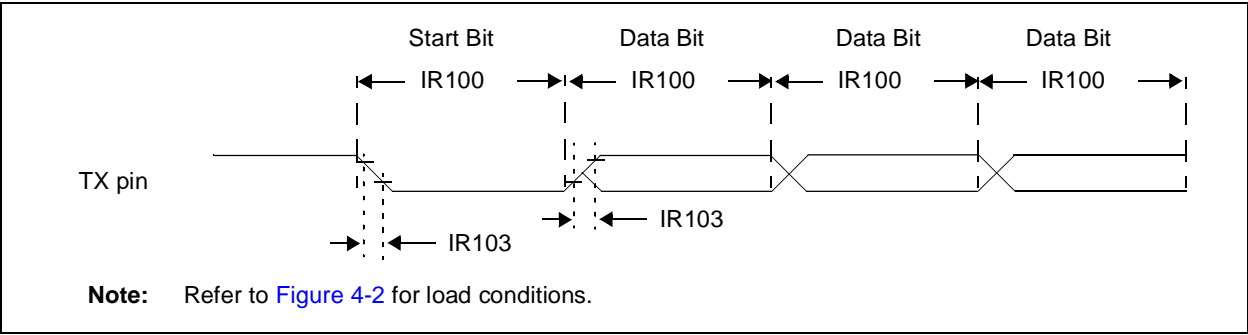 Start Bit Data Bit Data Bit Data Bit
IR100 IR100 IR100 IR100
TX pin
IR103
IR103
Note: Refer to Figure 4-2 for load conditions.